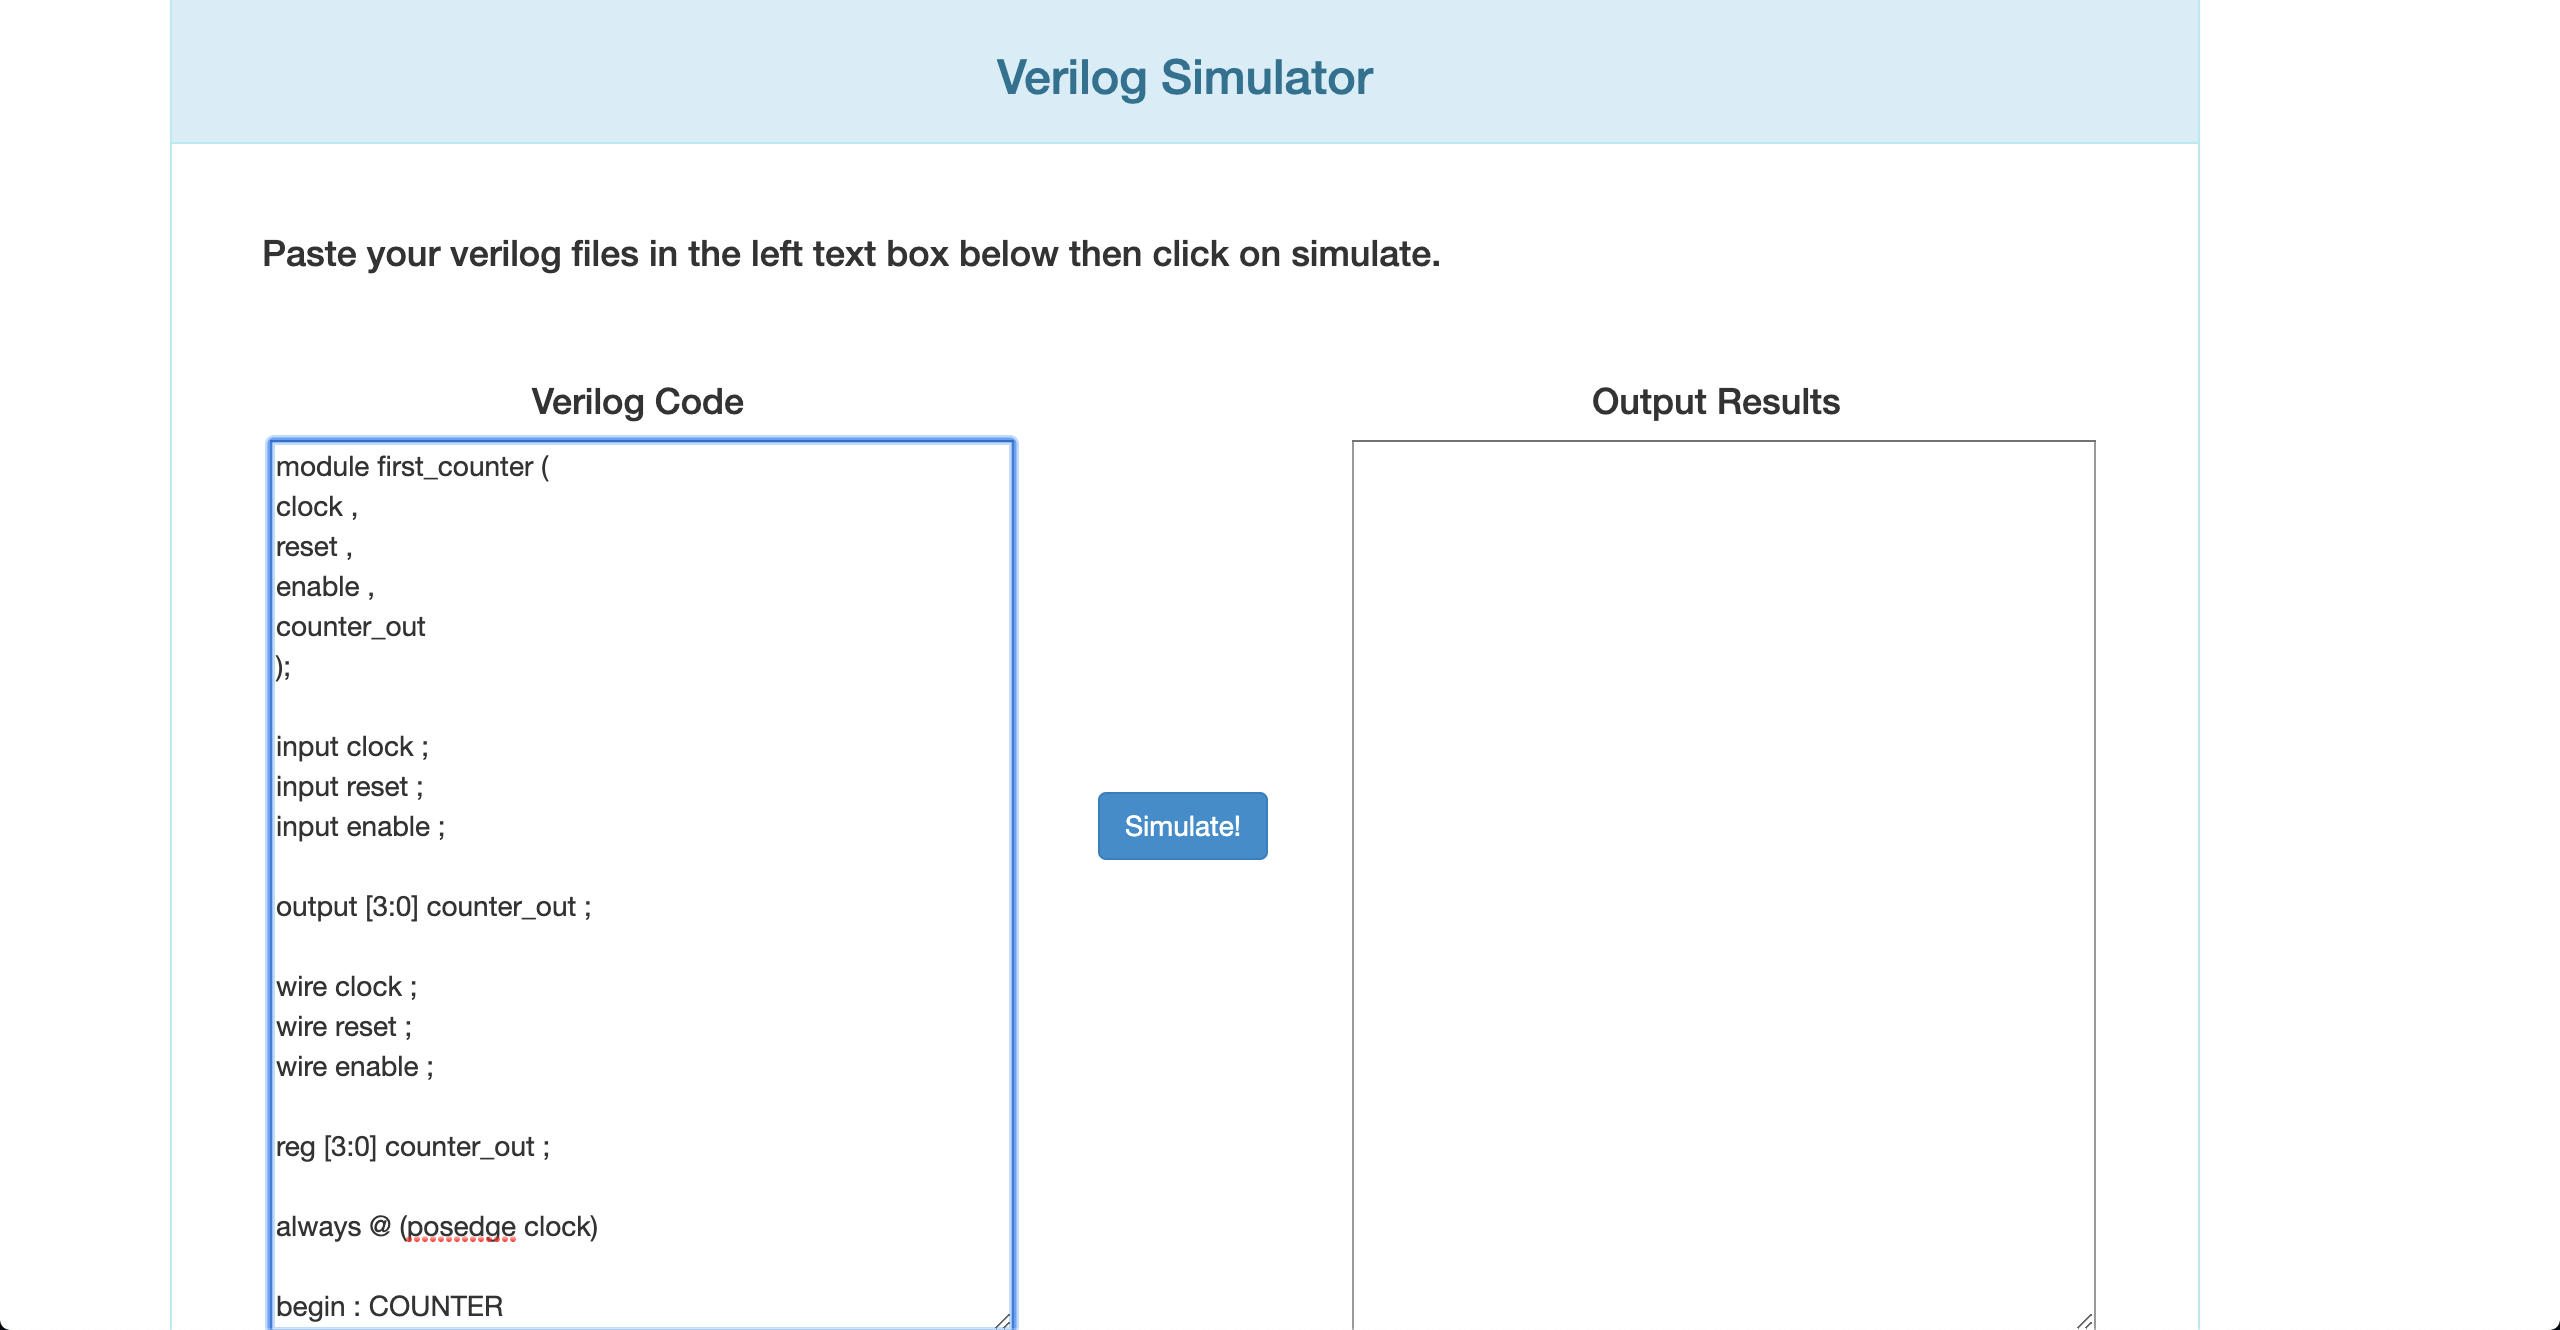 Verilog Simulator
Paste your verilog files in the left text box below then click on simulate.
Verilog Code
module first_counter (
clock ,
reset ,
enable ,
counter_out
);
input clock ;
input reset ;
input enable ;
output [3:0] counter_out ;
wire clock ;
wire reset ;
wire enable ;
reg [3:0] counter_out ;
always @ (posedge clock)
begin : COUNTER
Simulate!
Output Results